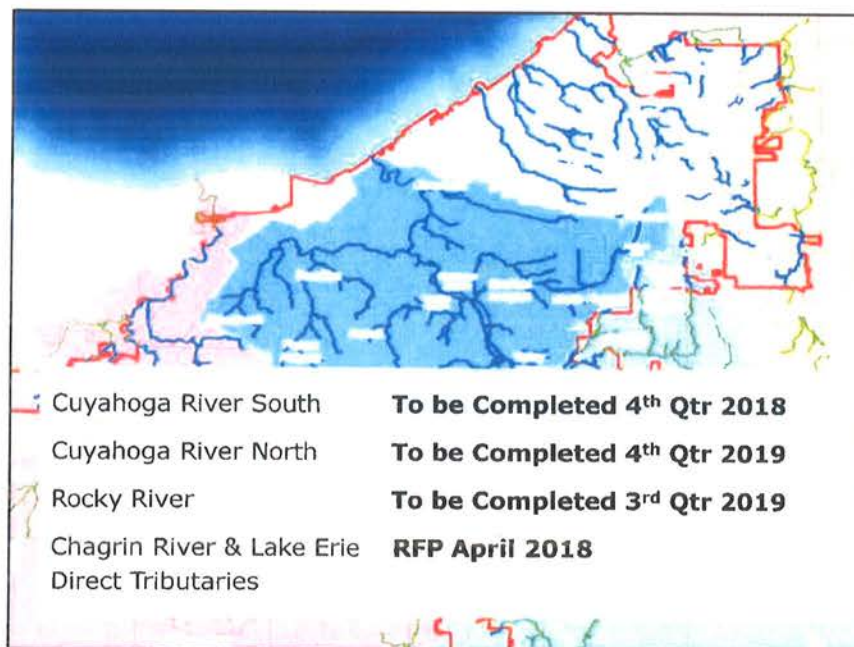 Cuyahoga River South To be Completed 4th Qtr 2018
Cuyahoga River North To be Completed 4th Qtr 2019
Rocky River To be Completed 3rd Qtr 2019
Chagrin River & Lake Erie RFP April 2018
Direct Tributaries